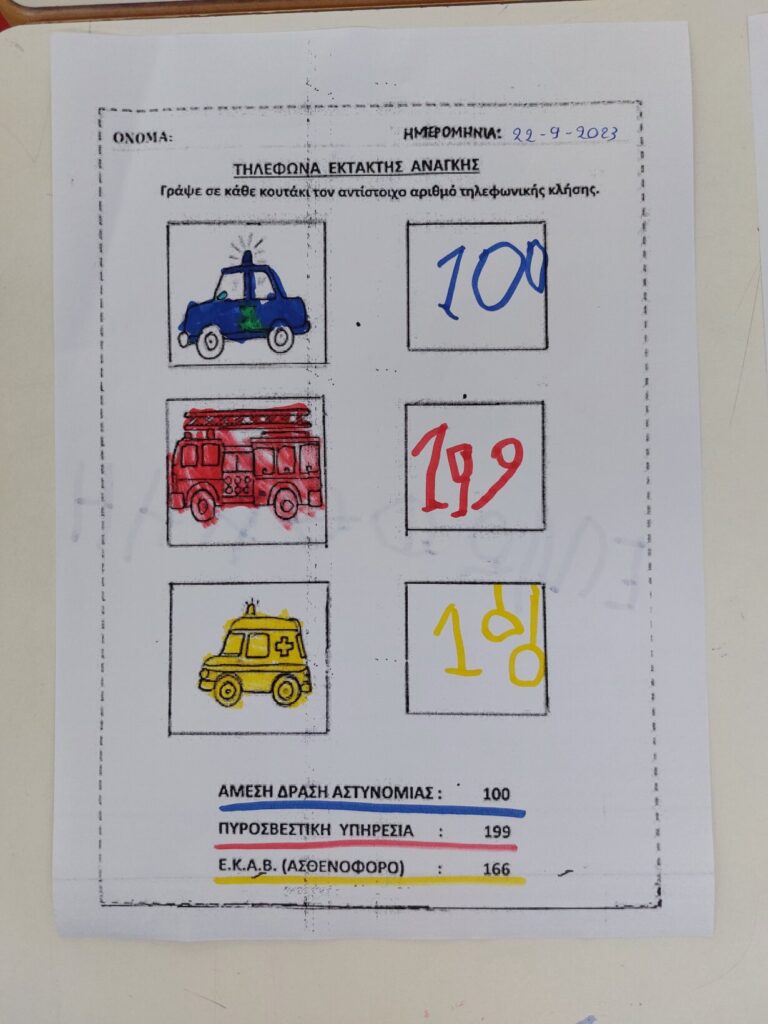 ΟΝΟΜΑ:
ΗΜΕΡΟΜΗΝΙΑ: 22-9-2023
ΤΗΛΕΦΩΝΑ ΕΚΤΑΚΤΗΣ ΑΝΑΓΚΗΣ
Γράψε σε κάθε κουτάκι τον αντίστοιχο αριθμό τηλεφωνικής κλήσης.
100
199
166
ΑΜΕΣΗ ΔΡΑΣΗ ΑΣΤΥΝΟΜΙΑΣ : 100
ΠΥΡΟΣΒΕΣΤΙΚΗ ΥΠΗΡΕΣΙΑ : 199
Ε.Κ.Α.Β. (ΑΣΘΕΝΟΦΟΡΟ) : 166